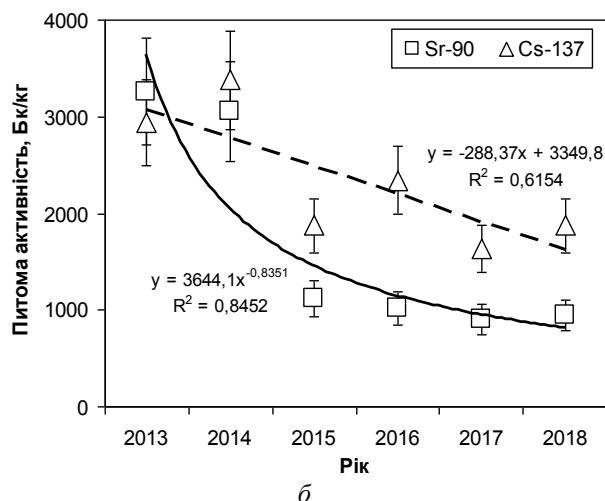 4000
3000
2000
1000
0
Питома активність, Бк/кг
Sr-90 Cs-137
y = -288,37x + 3349,8
R² = 0,6154
y = 3644,1x^-0,8351
R² = 0,8452
2013 2014 2015 2016 2017 2018
Рік
б